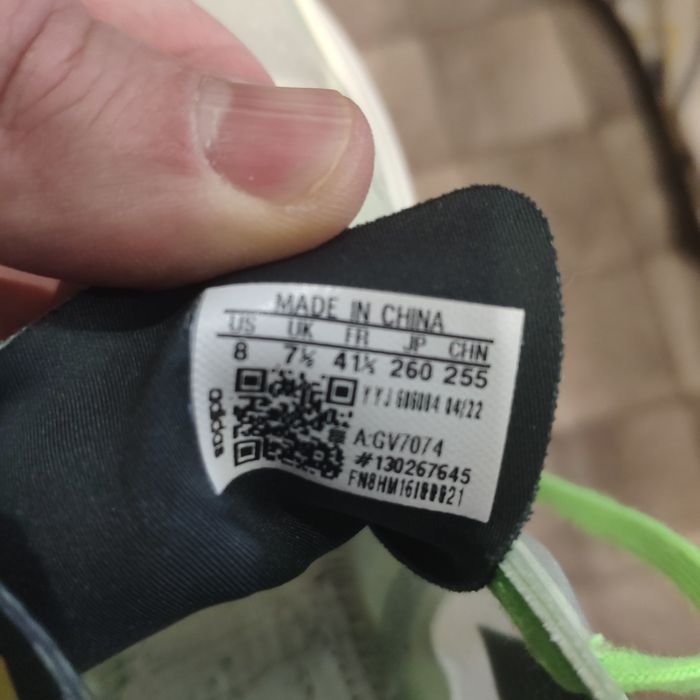 MADE IN CHINA
US UK FR JP CHN
8 7½ 41⅓ 260 255
YYJ 606004 04/22
adidas
A:GV7074
#130267645